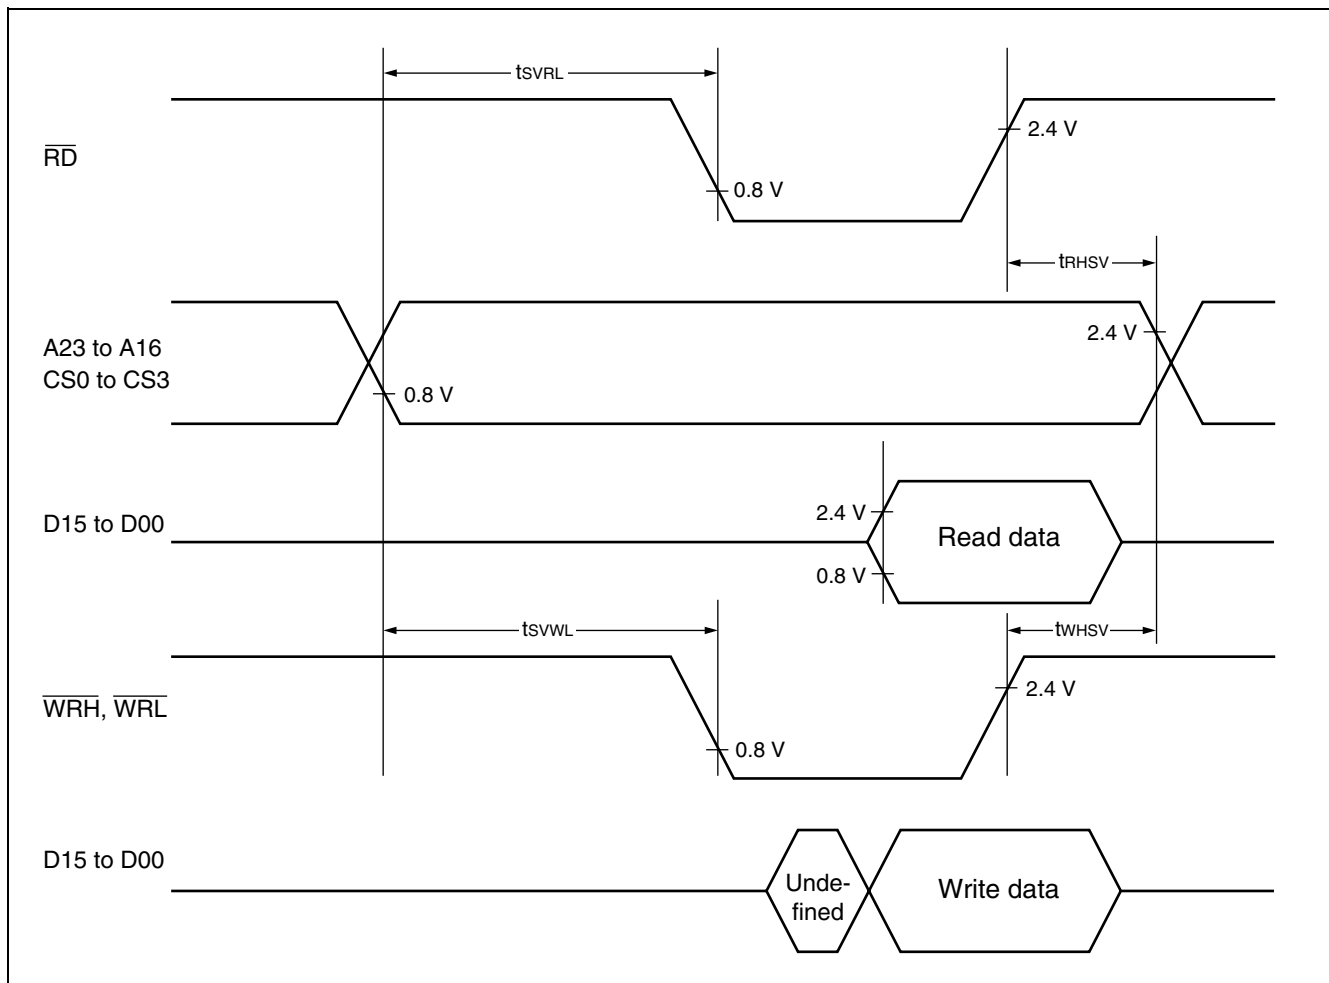 tSVRL
RD
2.4 V
0.8 V
tRHSV
A23 to A16
CS0 to CS3
2.4 V
0.8 V
D15 to D00
2.4 V
Read data
0.8 V
tSVWL
tWHSV
WRH, WRL
2.4 V
0.8 V
D15 to D00
Unde-
fined
Write data